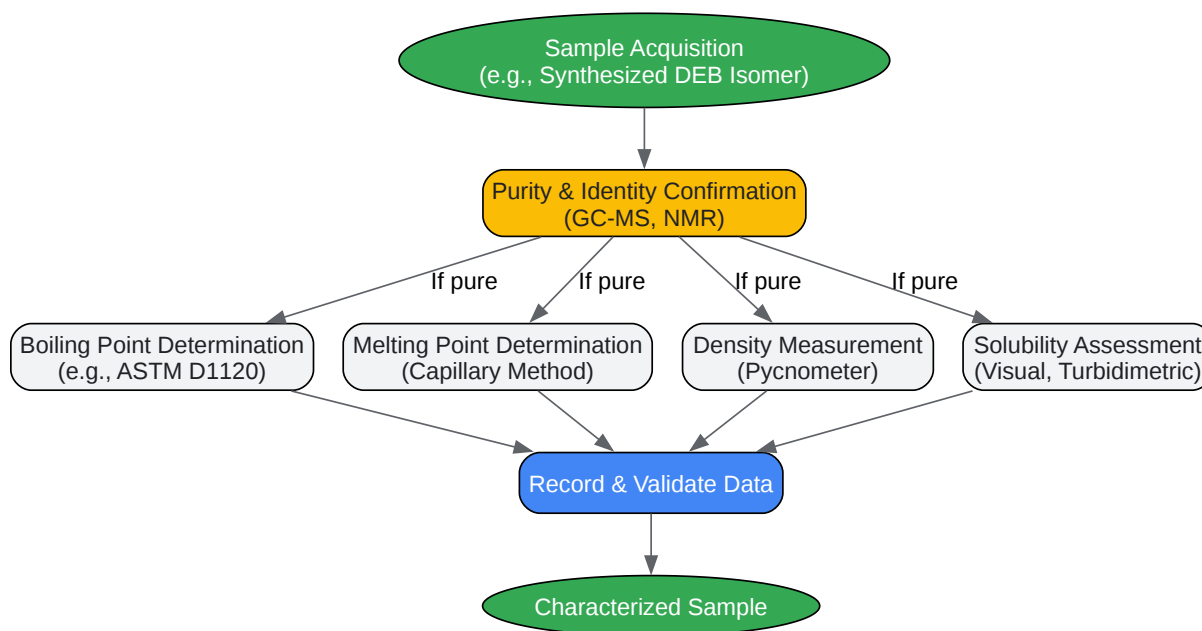 Sample Acquisition
(e.g., Synthesized DEB Isomer)
Purity & Identity Confirmation
(GC-MS, NMR)
If pure
If pure
If pure
If pure
Boiling Point Determination
(e.g., ASTM D1120)
Melting Point Determination
(Capillary Method)
Density Measurement
(Pycnometer)
Solubility Assessment
(Visual, Turbidimetric)
Record & Validate Data
Characterized Sample